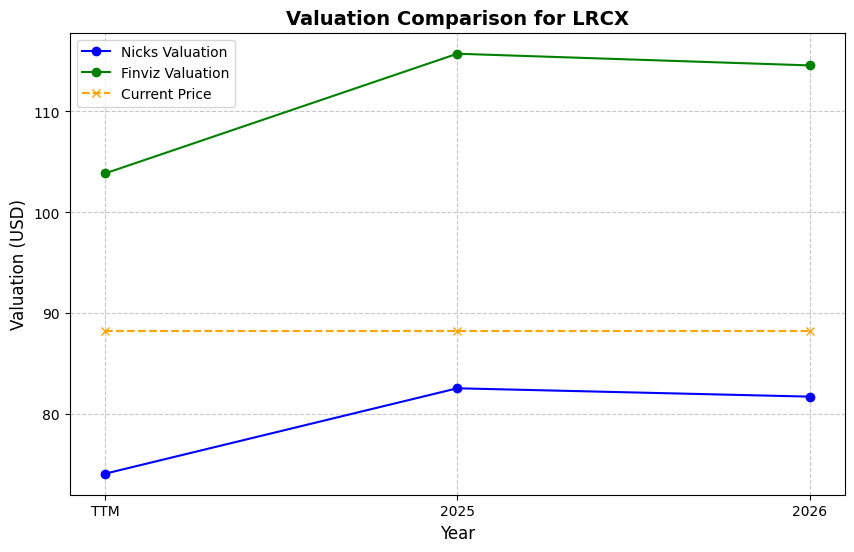 Valuation Comparison for LRCX
Nicks Valuation
Finviz Valuation
Current Price
Valuation (USD)
110
100
90
80
TTM
2025
2026
Year